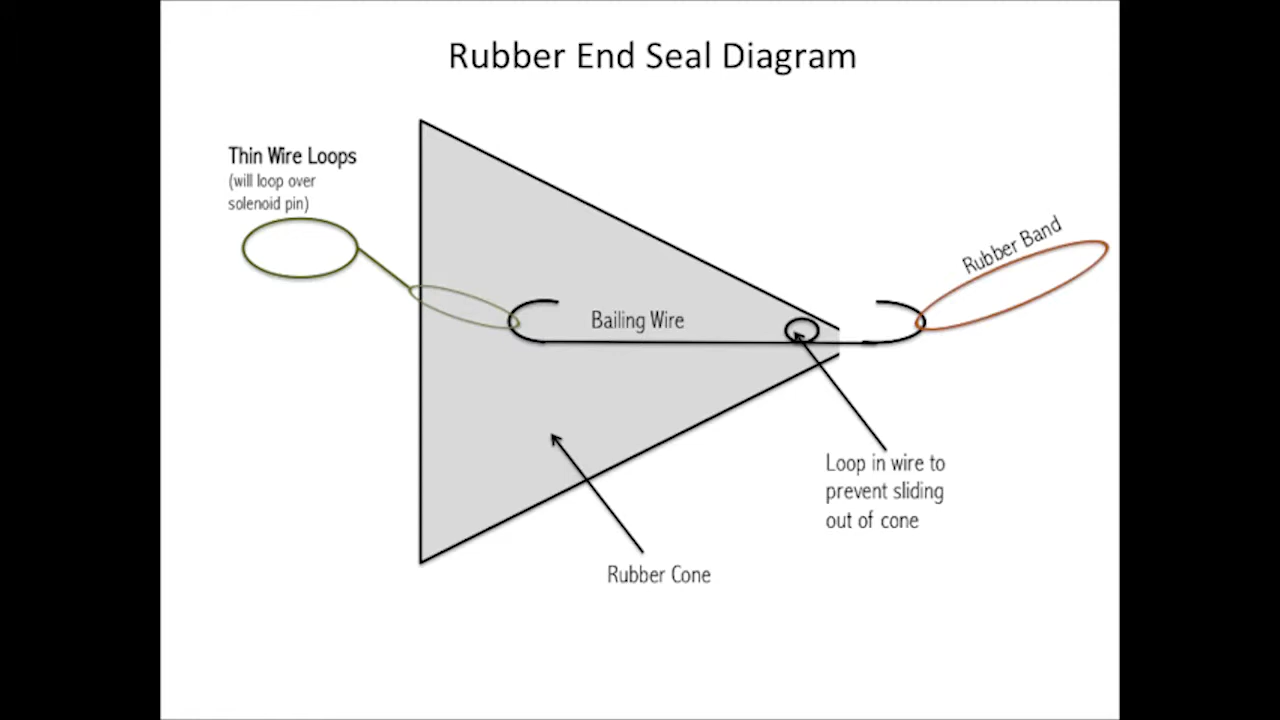 Rubber End Seal Diagram
Thin Wire Loops
(will loop over
solenoid pin)
Rubber Band
Bailing Wire
Loop in wire to
prevent sliding
out of cone
Rubber Cone